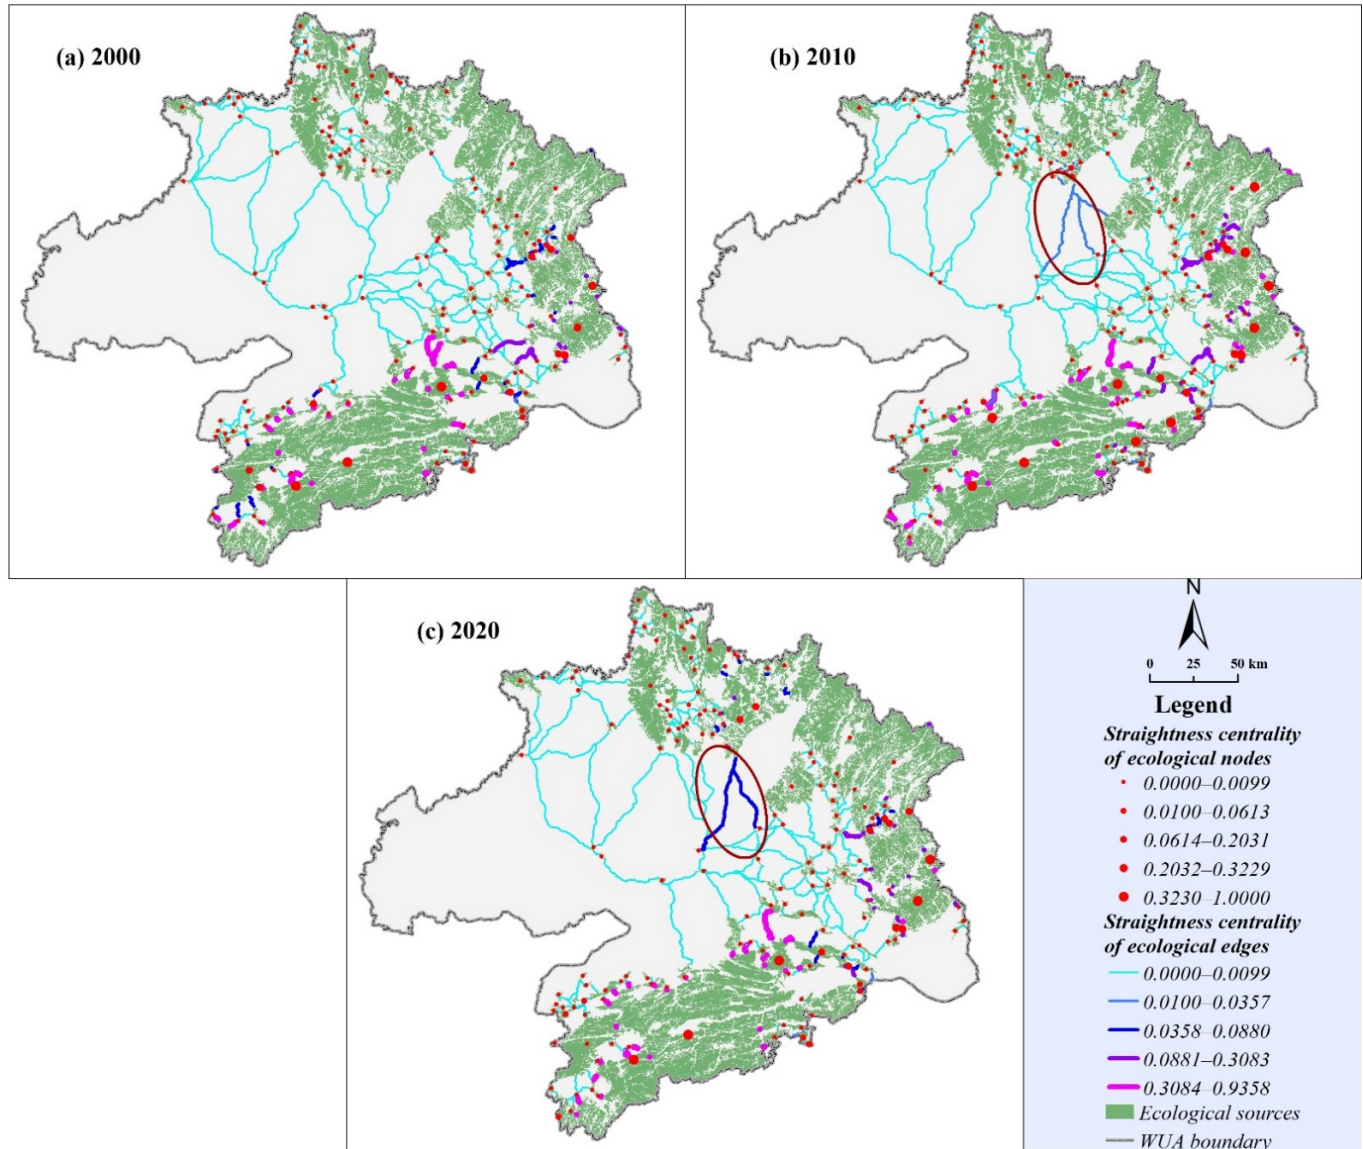 (a) 2000
(b) 2010
(c) 2020
N
0 25 50 km
Legend
Straightness centrality
of ecological nodes
0.0000–0.0099
0.0100–0.0613
0.0614–0.2031
0.2032–0.3229
0.3230–1.0000
Straightness centrality
of ecological edges
0.0000–0.0099
0.0100–0.0357
0.0358–0.0880
0.0881–0.3083
0.3084–0.9358
Ecological sources
WUA boundary